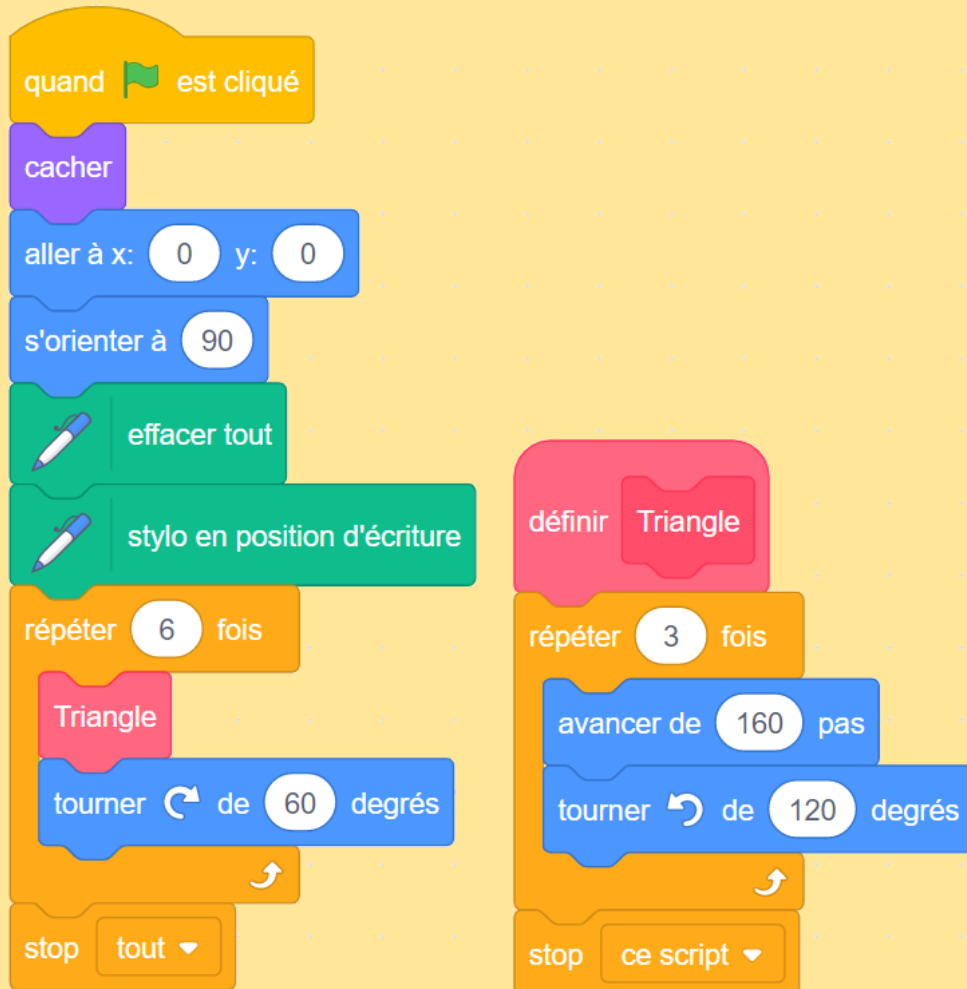 quand est cliqué
cacher
aller à x: 0 y: 0
s'orienter à 90
effacer tout
stylo en position d'écriture
répéter 6 fois
Triangle
tourner de 60 degrés
stop tout
définir Triangle
répéter 3 fois
avancer de 160 pas
tourner de 120 degrés
stop ce script